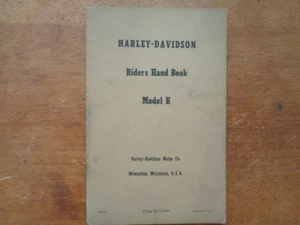 HARLEY-DAVIDSON
Riders Hand Book
Model K
Harley-Davidson Motor Co.
Milwaukee, Wisconsin, U.S.A.